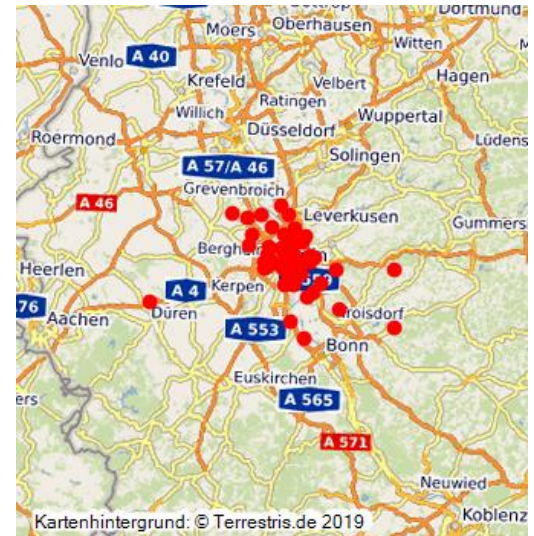 Dortmund
Moers
Oberhausen
Witten
Venlo
A 40
Krefeld
Velbert
Hagen
Ratingen
Willich
Wuppertal
Roermond
Düsseldorf
Lüdens
A 57/A 46
Solingen
Grevenbroich
A 46
Leverkusen
Gummers
Heerlen
Kerpen
A 4
76
Düren
Aachen
A 553
Bonn
Euskirchen
ers
A 565
A 571
Neuwied
Koblenz
Kartenhintergrund: © Terrestris.de 2019